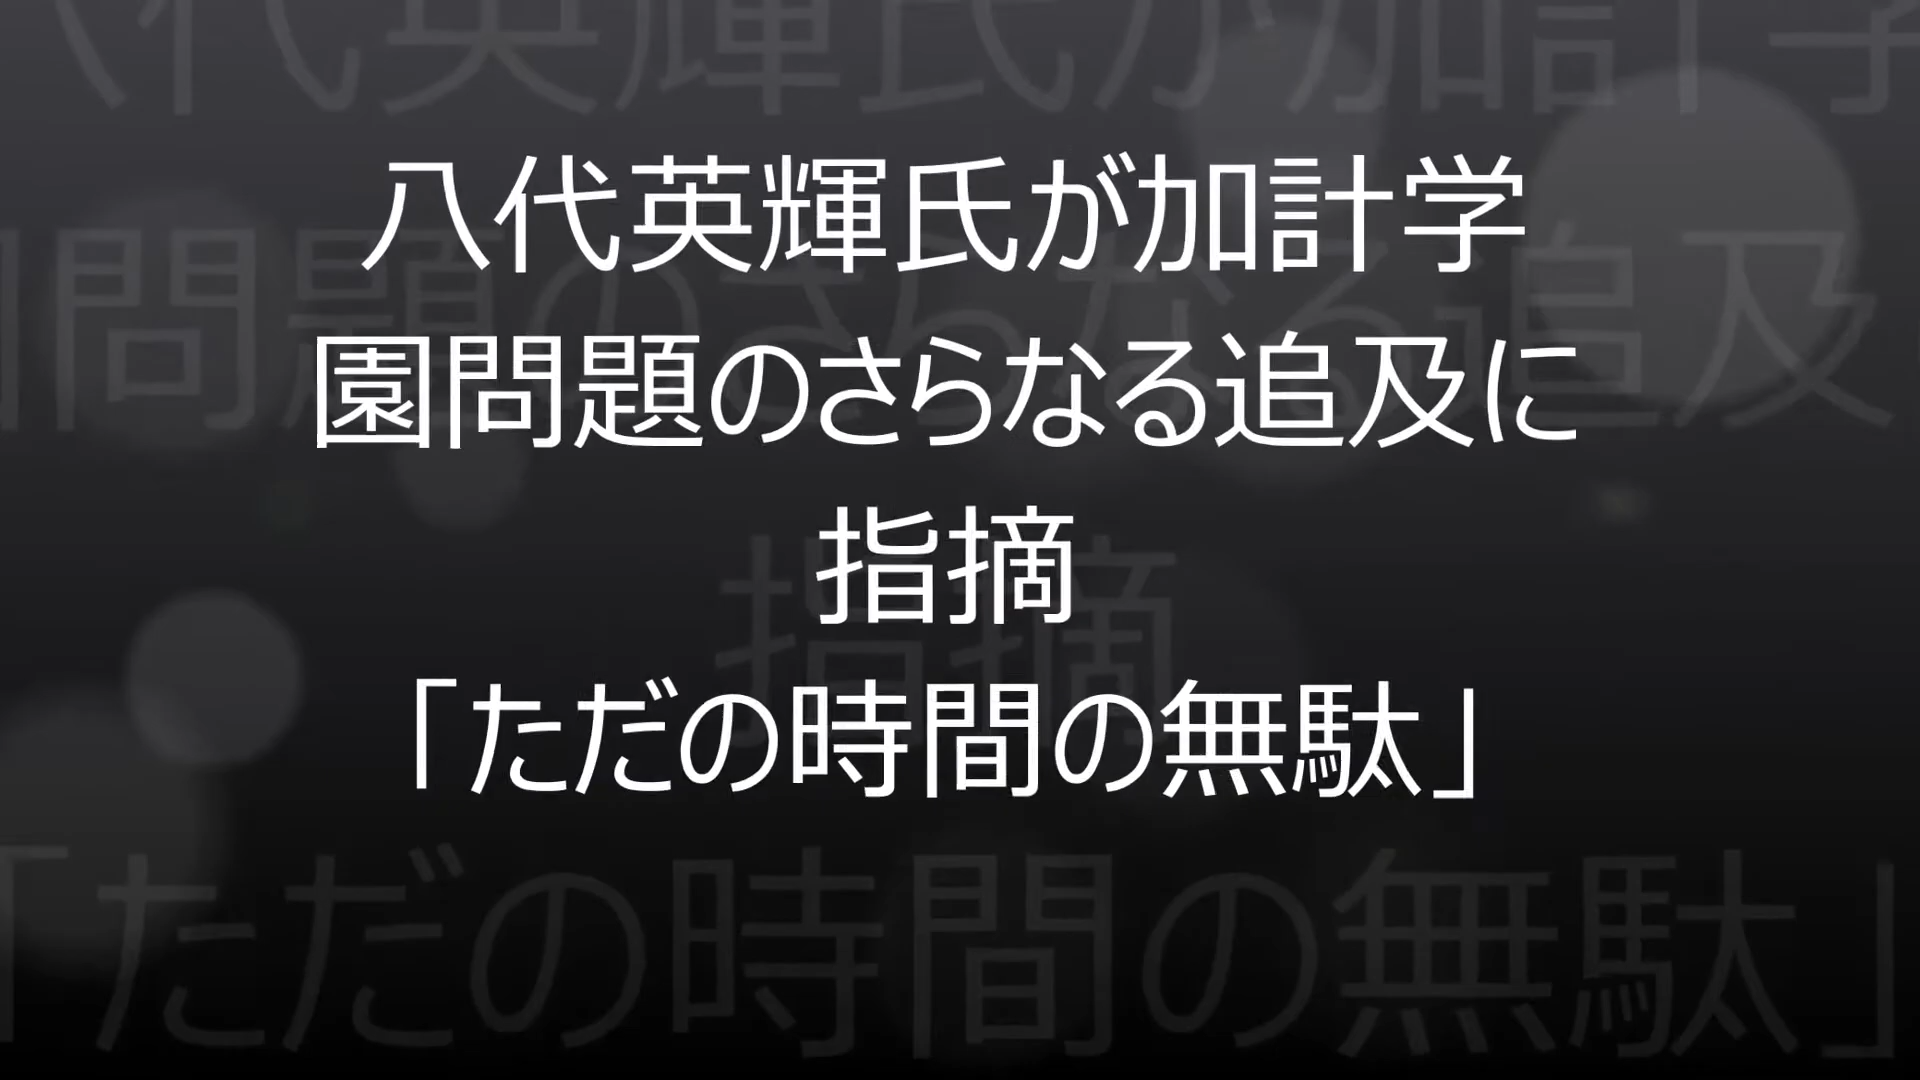 八代英輝氏が加計学
園問題のさらなる追及に
指摘
「ただの時間の無駄」